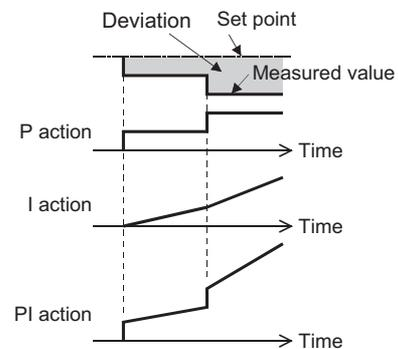 Deviation
Set point
Measured value
P action
Time
I action
Time
PI action
Time